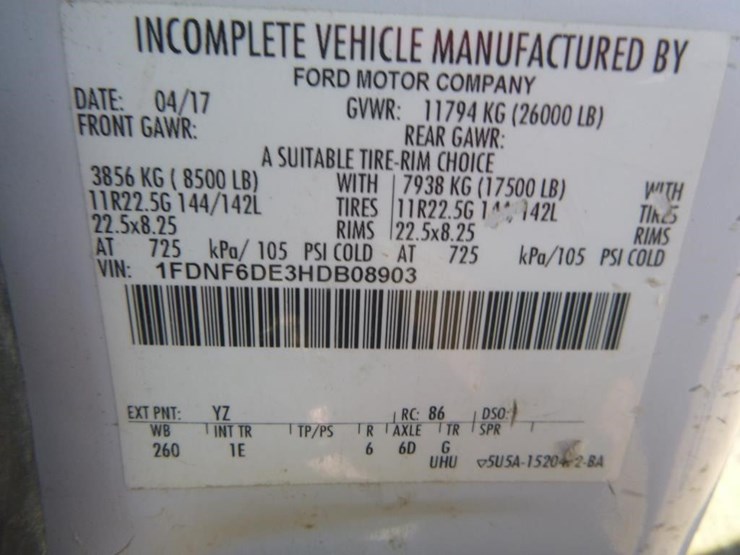 INCOMPLETE VEHICLE MANUFACTURED BY
FORD MOTOR COMPANY
DATE: 04/17 GVWR: 11794 KG (26000 LB)
FRONT GAWR: REAR GAWR:
A SUITABLE TIRE-RIM CHOICE
3856 KG ( 8500 LB) WITH 7938 KG (17500 LB) WITH
11R22.5G 144/142L TIRES 11R22.5G 142L TIRES
22.5x8.25 RIMS 22.5x8.25 RIMS
AT 725 kPa/ 105 PSI COLD AT 725 kPa/105 PSI COLD
VIN: 1FDNF6DE3HDB08903
EXT PNT: YZ RC: 86 DSO:
WB INT TR TP/PS R AXLE TR SPR
260 1E 6 6D G
UHU